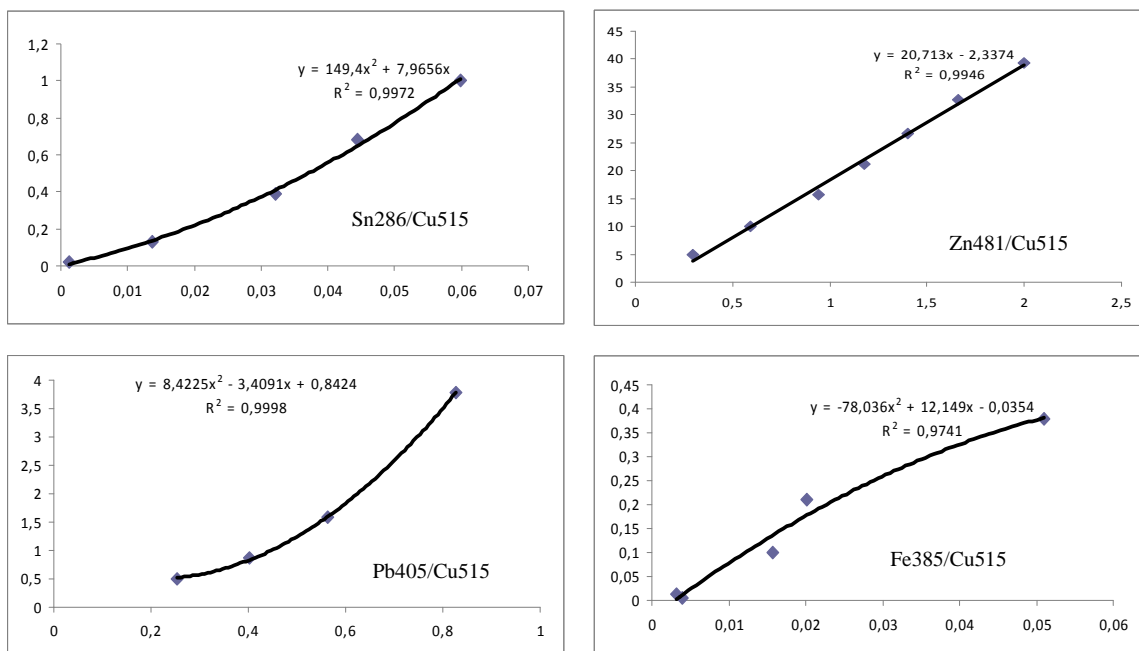 1,2
1
0,8
0,6
0,4
0,2
0
y = 149,4x² + 7,9656x
R² = 0,9972
Sn286/Cu515
0 0,01 0,02 0,03 0,04 0,05 0,06 0,07
45
40
35
30
25
20
15
10
5
0
y = 20,713x - 2,3374
R² = 0,9946
Zn481/Cu515
0 0,5 1 1,5 2 2,5
4
3,5
3
2,5
2
1,5
1
0,5
0
y = 8,4225x² - 3,4091x + 0,8424
R² = 0,9998
Pb405/Cu515
0 0,2 0,4 0,6 0,8 1
0,45
0,4
0,35
0,3
0,25
0,2
0,15
0,1
0,05
0
y = -78,036x² + 12,149x - 0,0354
R² = 0,9741
Fe385/Cu515
0 0,01 0,02 0,03 0,04 0,05 0,06